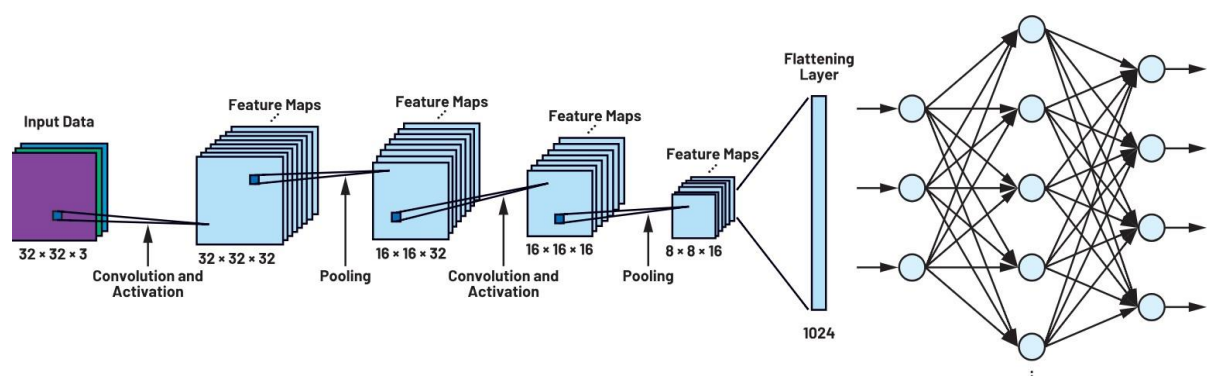 Input Data
32 × 32 × 3
Convolution and
Activation
Feature Maps
32 × 32 × 32
Pooling
Feature Maps
16 × 16 × 32
Convolution and
Activation
Feature Maps
16 × 16 × 16
Pooling
Feature Maps
8 × 8 × 16
Flattening
Layer
1024